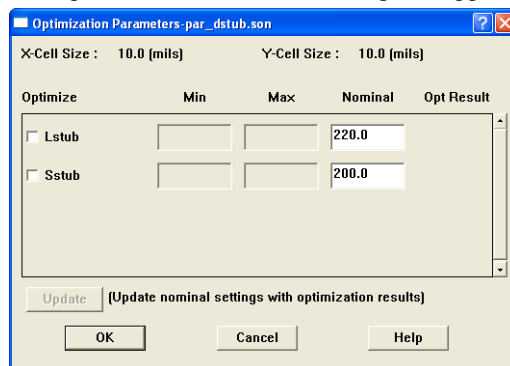 Optimization Parameters-par_dstub.son
X-Cell Size : 10.0 (mils) Y-Cell Size : 10.0 (mils)
Optimize Min Max Nominal Opt Result
Lstub 220.0
Sstub 200.0
Update (Update nominal settings with optimization results)
OK Cancel Help